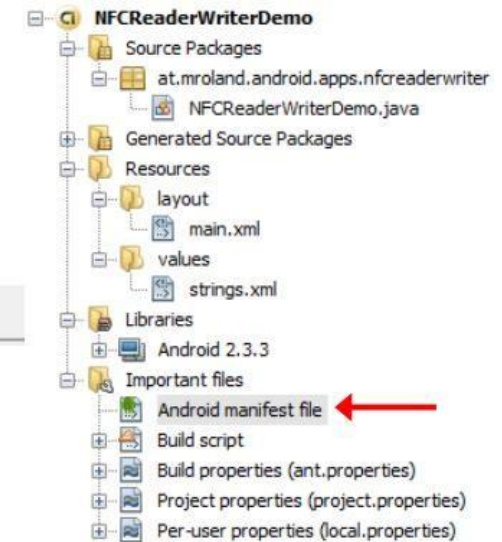 NFCReaderWriterDemo
Source Packages
at.mroland.android.apps.nfcreaderwriter
NFCReaderWriterDemo.java
Generated Source Packages
Resources
layout
main.xml
values
strings.xml
Libraries
Android 2.3.3
Important files
Android manifest file
Build script
Build properties (ant.properties)
Project properties (project.properties)
Per-user properties (local.properties)